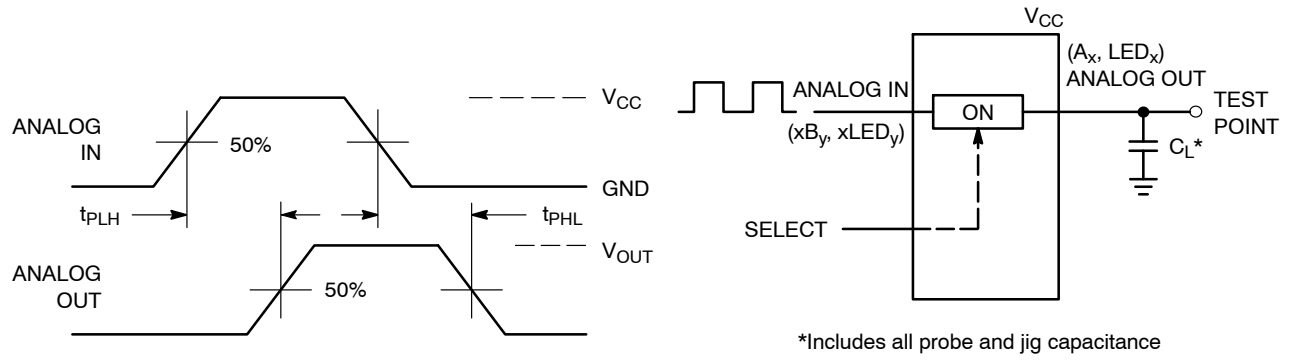 ANALOG
IN
50%
V_CC
GND
t_PLH
t_PHL
ANALOG
OUT
50%
V_OUT
V_CC
ANALOG IN
(xB_y, xLED_y)
ON
(A_x, LED_x)
ANALOG OUT
TEST
POINT
C_L*
SELECT
*Includes all probe and jig capacitance